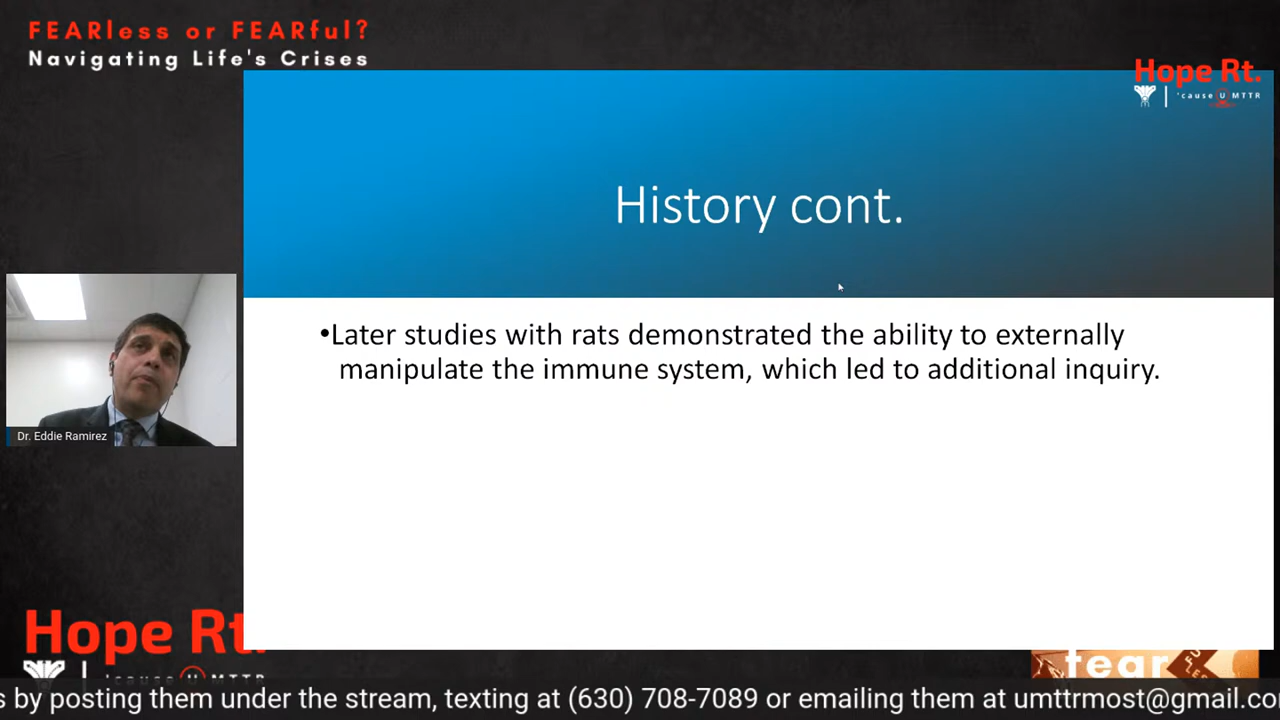 FEARless or FEARful?
Navigating Life's Crises
Hope Rt.
'cause U MTTR
History cont.
•Later studies with rats demonstrated the ability to externally
manipulate the immune system, which led to additional inquiry.
Dr. Eddie Ramirez
Hope Rt.
'cause U MTTR
fear
s by posting them under the stream, texting at (630) 708-7089 or emailing them at umttrmost@gmail.co